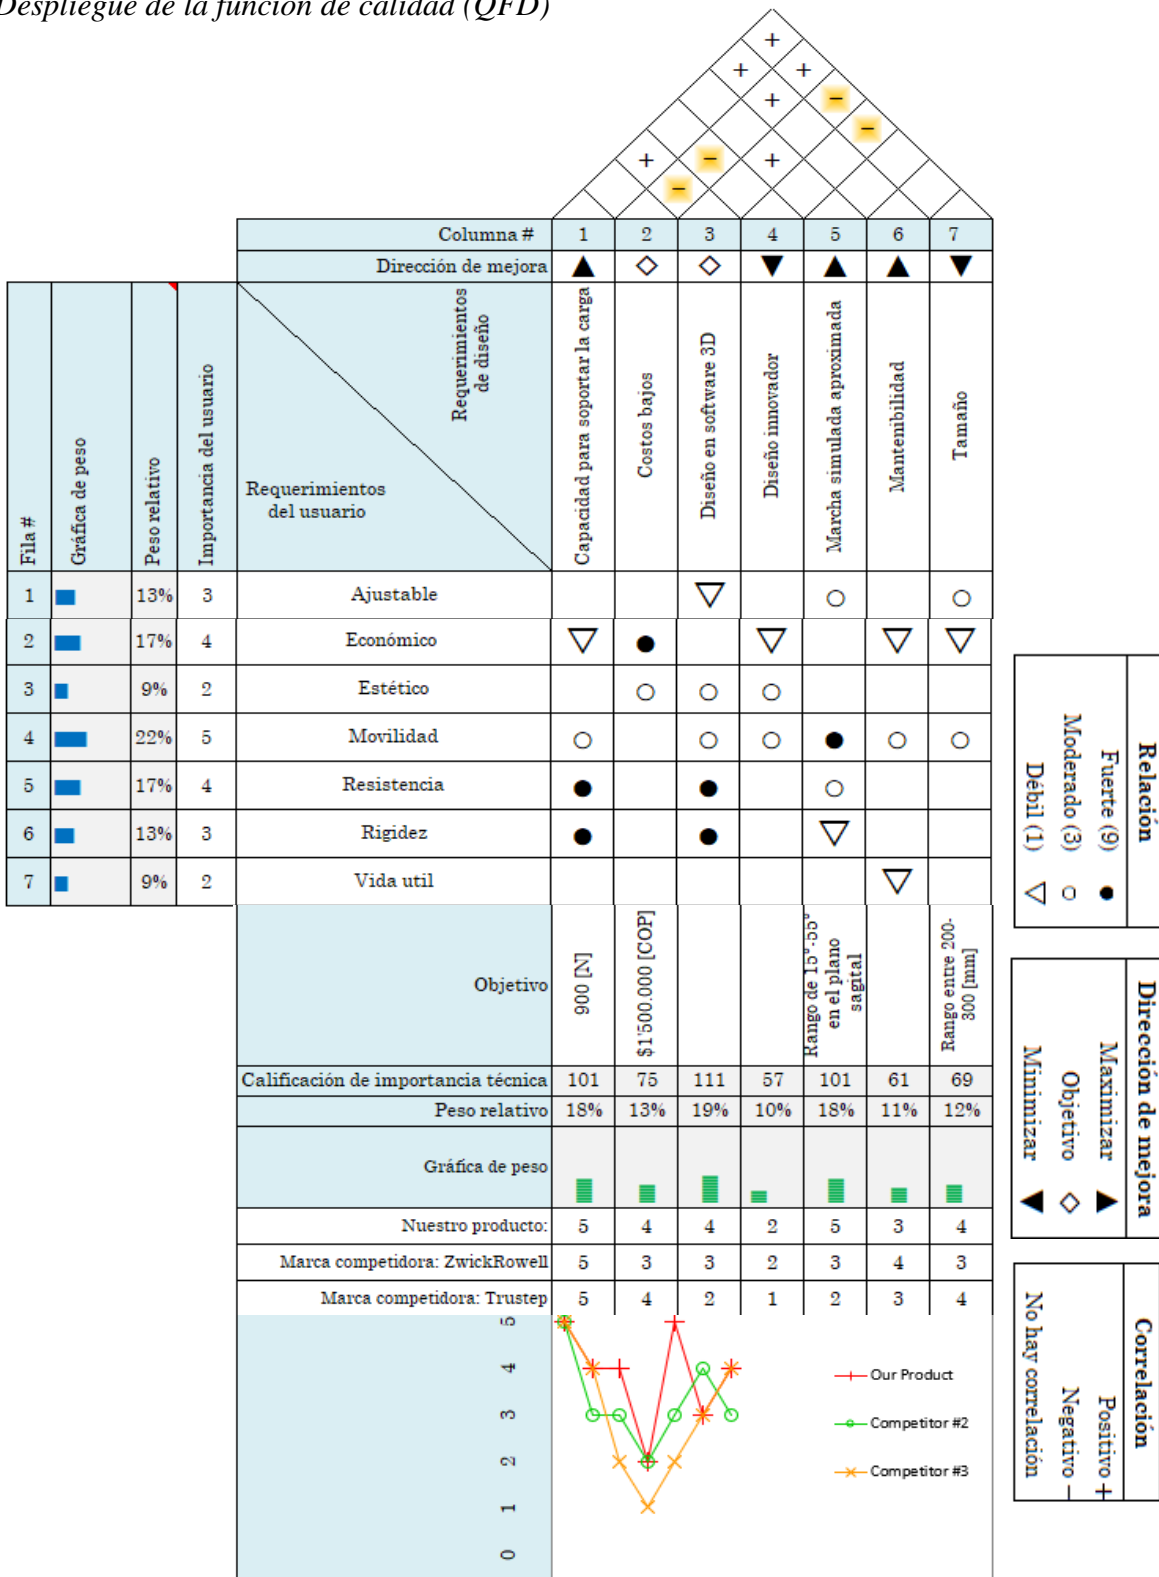 Despliegue de la función de calidad (QFD)
+
+ +
+ −
−
+ − +
−
Columna # 1 2 3 4 5 6 7
Dirección de mejora ▲ ◇ ◇ ▼ ▲ ▲ ▼
Fila #
Gráfica de peso
Peso relativo
Importancia del usuario
Requerimientos
de diseño
Requerimientos
del usuario
Capacidad para soportar la carga
Costos bajos
Diseño en software 3D
Diseño innovador
Marcha simulada aproximada
Mantenibilidad
Tamaño
1 13% 3 Ajustable ▽ ○ ○
2 17% 4 Económico ▽ ● ▽ ▽ ▽
3 9% 2 Estético ○ ○ ○
4 22% 5 Movilidad ○ ○ ○ ● ○ ○
5 17% 4 Resistencia ● ● ○
6 13% 3 Rigidez ● ● ▽
7 9% 2 Vida util ▽
Objetivo
900 [N]
$1'500.000 [COP]
Rango de 15°-55°
en el plano
sagital
Rango entre 200-
300 [mm]
Calificación de importancia técnica 101 75 111 57 101 61 69
Peso relativo 18% 13% 19% 10% 18% 11% 12%
Gráfica de peso
Nuestro producto: 5 4 4 2 5 3 4
Marca competidora: ZwickRowell 5 3 3 2 3 4 3
Marca competidora: Trustep 5 4 2 1 2 3 4
5
4
3
2
1
0
Our Product
Competitor #2
Competitor #3
Relación
Fuerte (9) ●
Moderado (3) ○
Débil (1) ▽
Dirección de mejora
Maximizar ▲
Objetivo ◇
Minimizar ▼
Correlación
Positivo +
Negativo −
No hay correlación